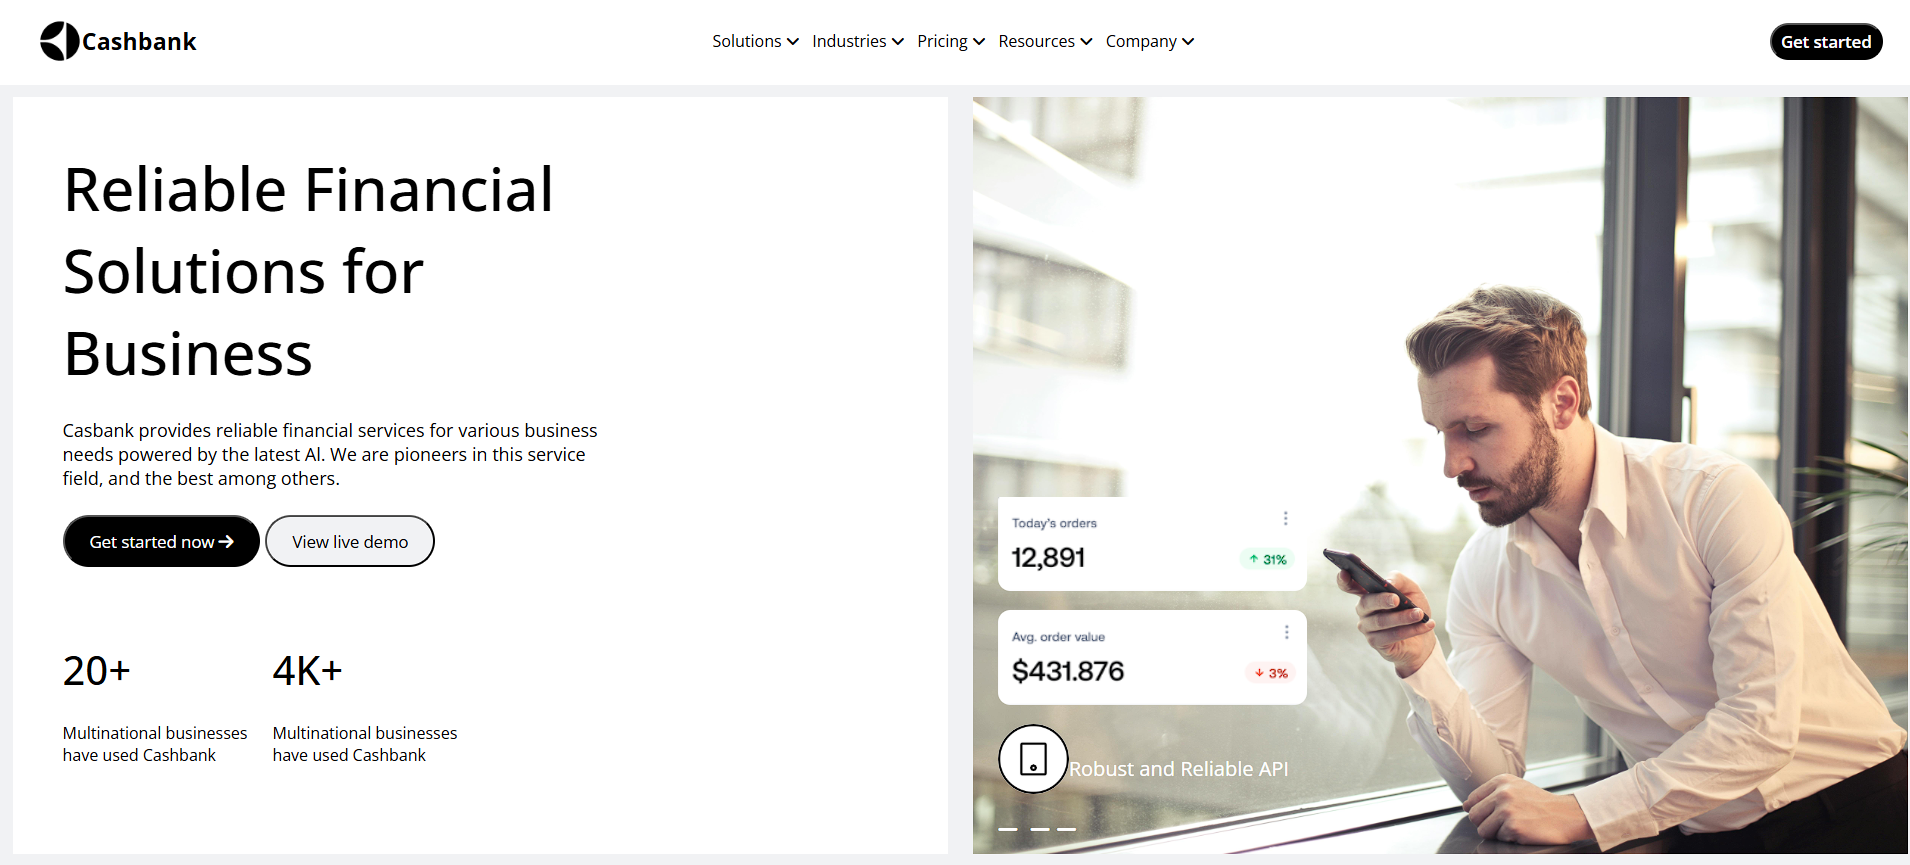 Cashbank
Solutions Industries Pricing Resources Company
Get started
Reliable Financial
Solutions for
Business
Casbank provides reliable financial services for various business
needs powered by the latest Al. We are pioneers in this service
field, and the best among others.
Get started now
View live demo
20+
Multinational businesses
have used Cashbank
4K+
Multinational businesses
have used Cashbank
Today's orders
12,891
31%
Avg. order value
$431.876
3%
Robust and Reliable API